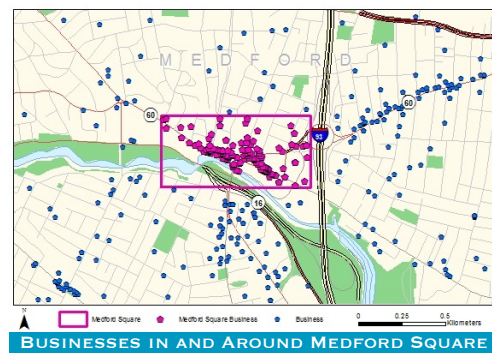 MEDFORD
60
60
93
16
N
Medford Square
Medford Square Business
Business
0 0.25 0.5
Kilometers
BUSINESSES IN AND AROUND MEDFORD SQUARE